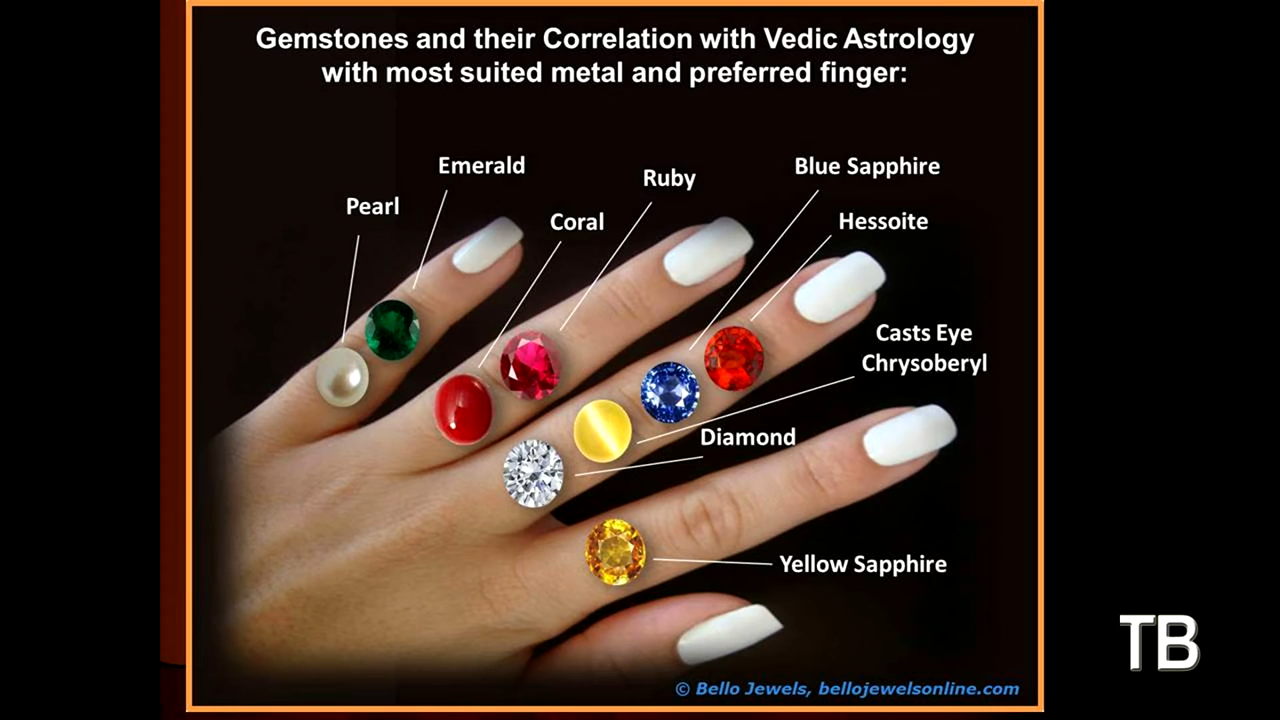 Gemstones and their Correlation with Vedic Astrology
with most suited metal and preferred finger:
Emerald
Blue Sapphire
Ruby
Pearl
Coral
Hessoite
Casts Eye
Chrysoberyl
Diamond
Yellow Sapphire
TB
© Bello Jewels, bellojewelsonline.com